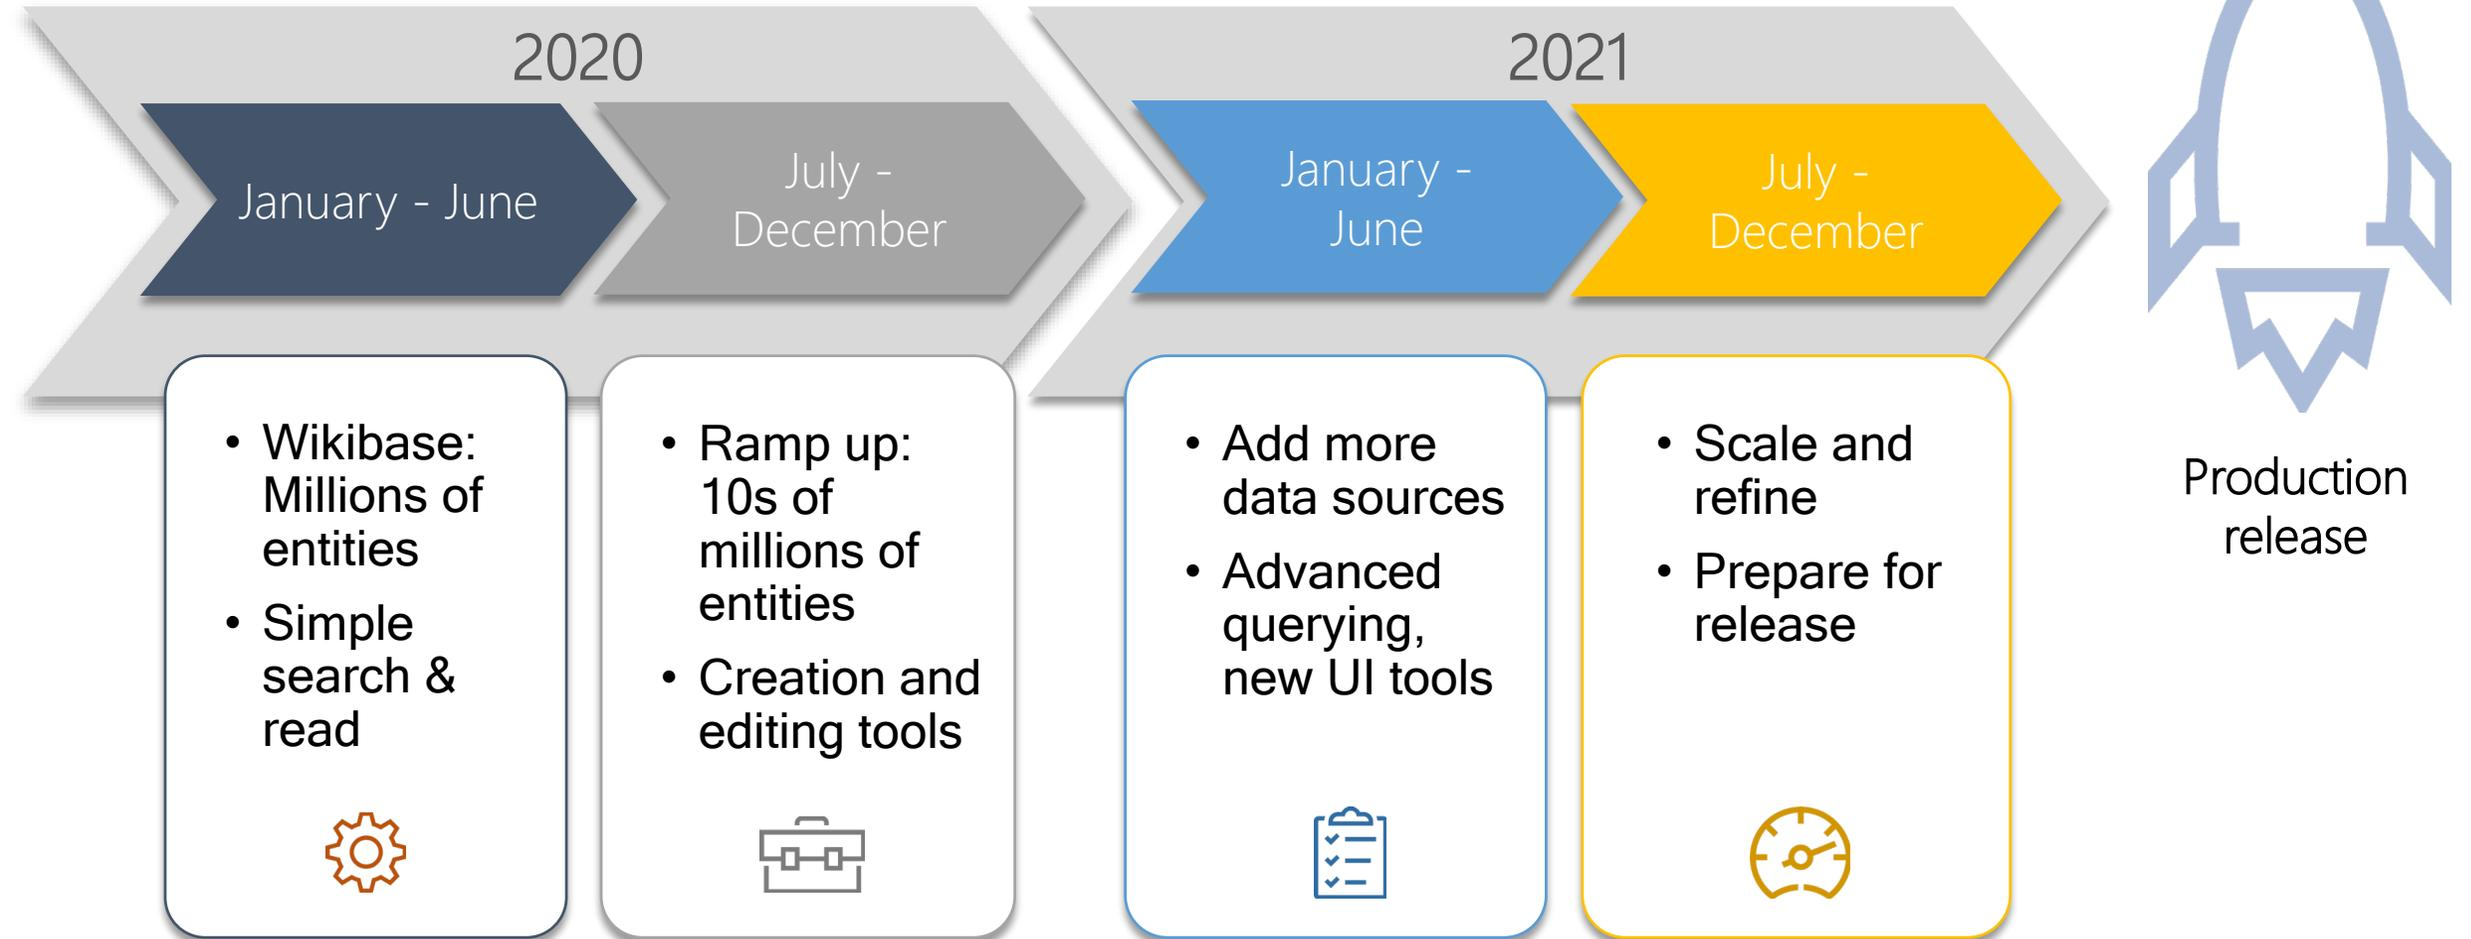 2020
January - June
July -
December
• Wikibase:
Millions of
entities
• Simple
search &
read
• Ramp up:
10s of
millions of
entities
• Creation and
editing tools
2021
January -
June
July -
December
• Add more
data sources
• Advanced
querying,
new UI tools
• Scale and
refine
• Prepare for
release
Production
release